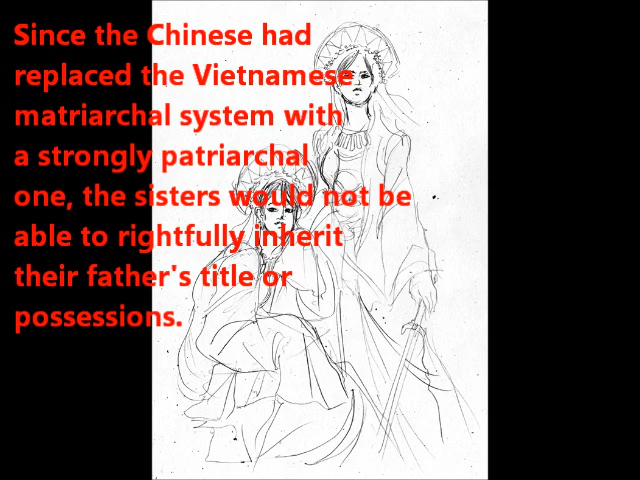 Since the Chinese had
replaced the Vietnamese
matriarchal system with
a strongly patriarchal
one, the sisters would not be
able to rightfully inherit
their father's title or
possessions.